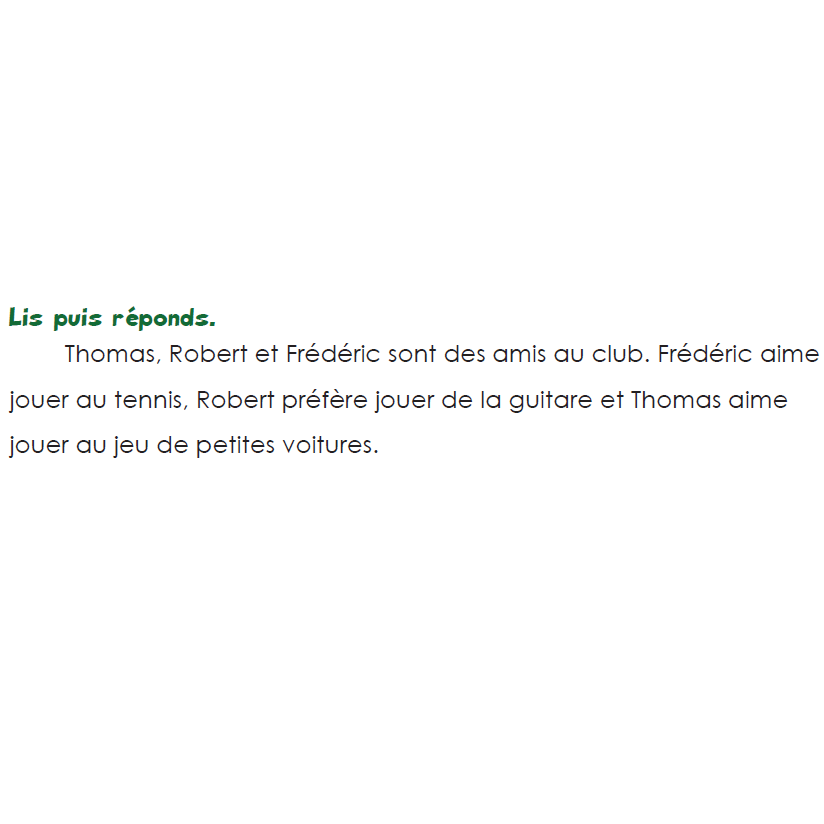 Lis puis réponds.
Thomas, Robert et Frédéric sont des amis au club. Frédéric aime
jouer au tennis, Robert préfère jouer de la guitare et Thomas aime
jouer au jeu de petites voitures.